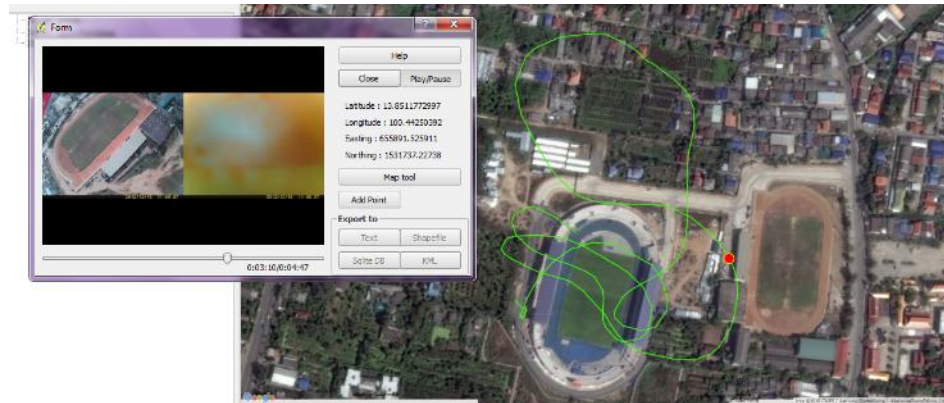 Form
Help
Close
Play/Pause
Latitude : 13.8511772997
Longitude : 100.44250392
Easting : 655891.525911
Northing : 1531737.22738
Map tool
Add Point
Export to
Text
Shapefile
Sqlite DB
KML
0:03:10/0:04:47